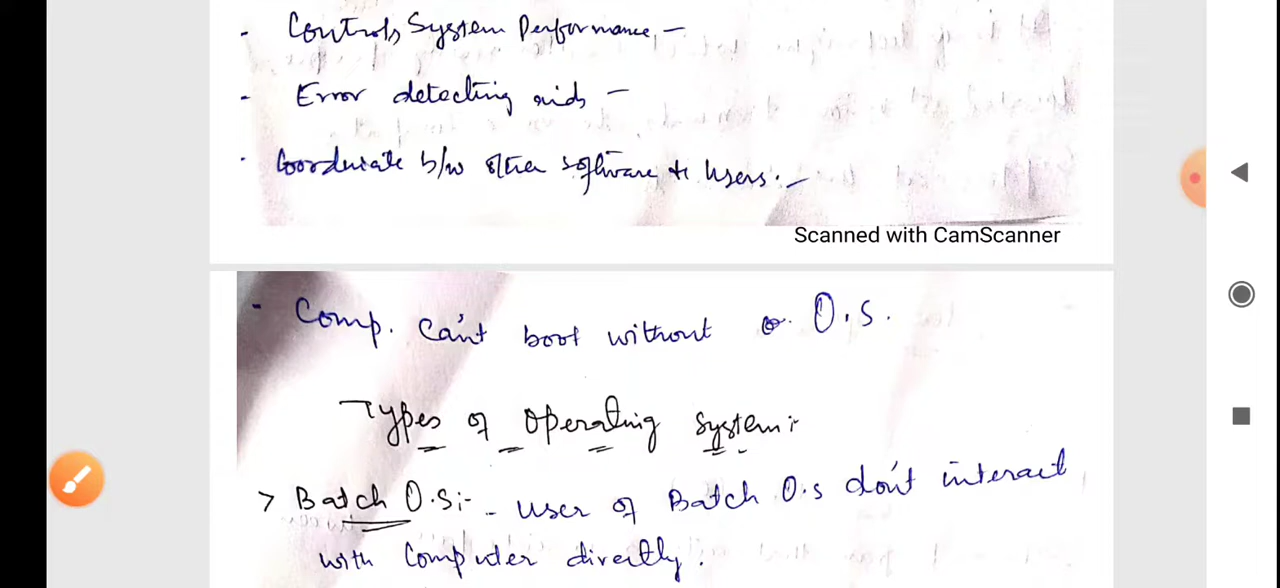 - Controls System Performance, -
- Error detecting aids -
- Coordinate b/w other software & Users. -
Scanned with CamScanner
- Comp. Can't boot without O.S.
Types of Operating System :-
> Batch O.S :- - User of Batch O.S don't interact
with Computer directly.